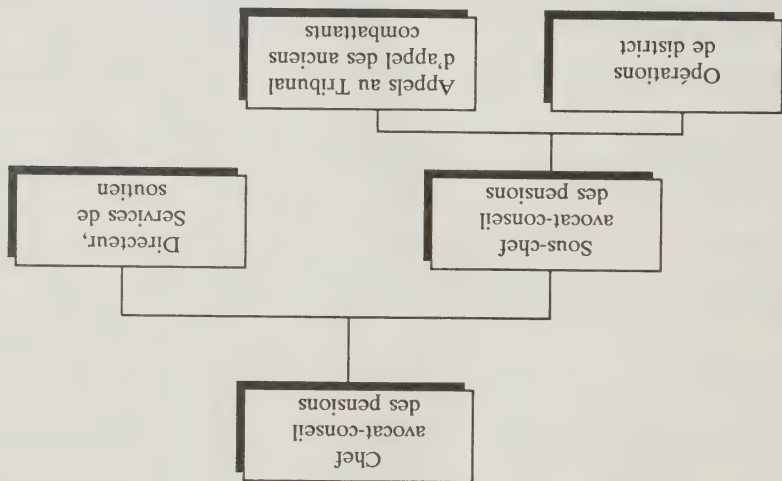 Chef
avocat-conseil
des pensions
Directeur,
Services de
soutien
Sous-chef
avocat-conseil
des pensions
Appels au Tribunal
d'appel des anciens
combattants
Opérations
de district